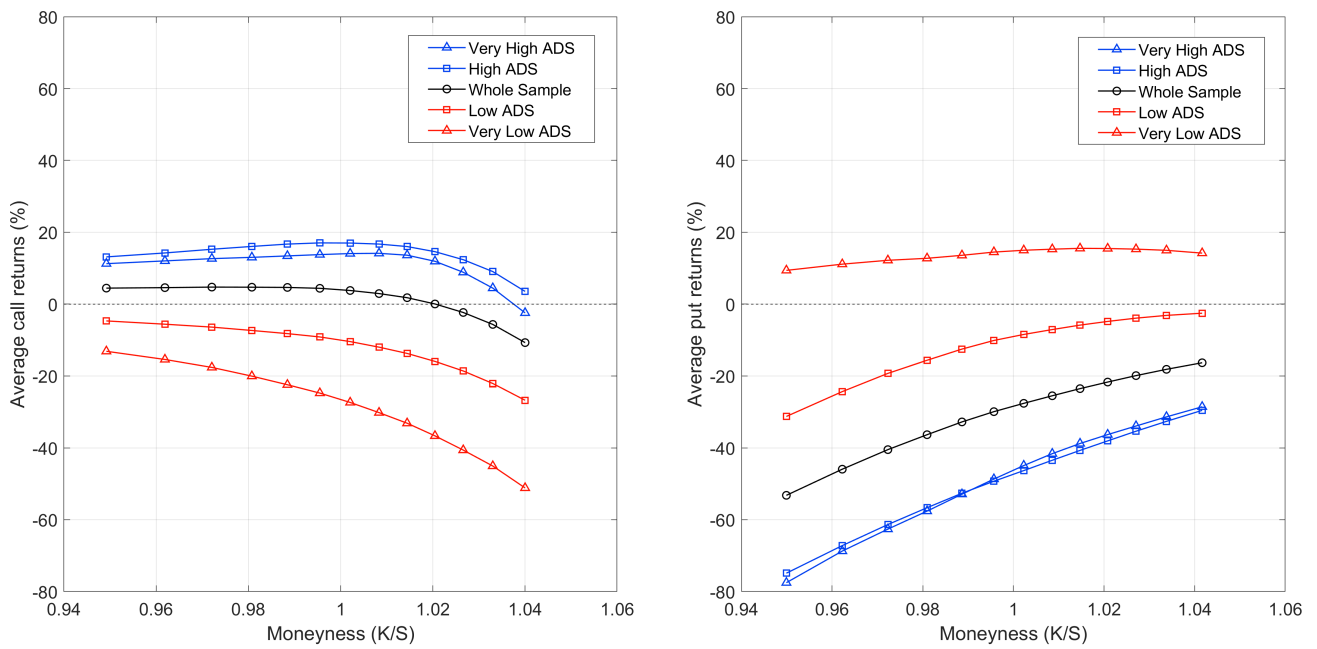 80
60
40
20
0
-20
-40
-60
-80
Average call returns (%)
Very High ADS
High ADS
Whole Sample
Low ADS
Very Low ADS
0.94
0.96
0.98
1
1.02
1.04
1.06
Moneyness (K/S)
80
60
40
20
0
-20
-40
-60
-80
Average put returns (%)
Very High ADS
High ADS
Whole Sample
Low ADS
Very Low ADS
0.94
0.96
0.98
1
1.02
1.04
1.06
Moneyness (K/S)